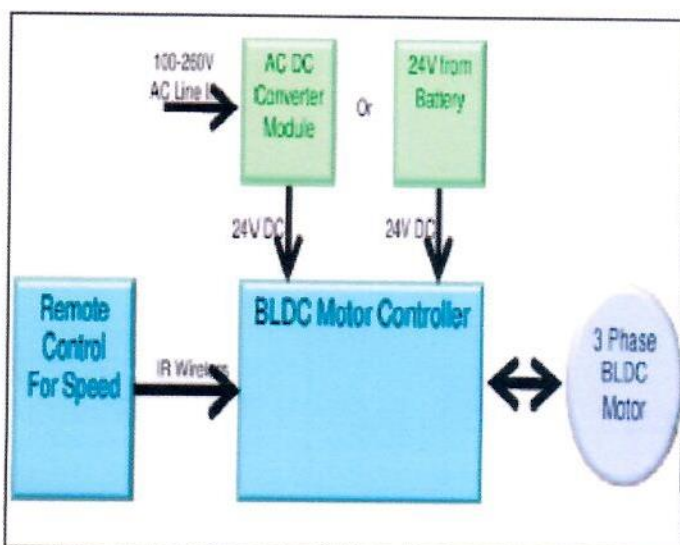 100-260V
AC Line I
AC DC
Converter
Module
Or
24V from
Battery
24V DC
24V DC
Remote
Control
For Speed
IR Wireless
BLDC Motor Controller
3 Phase
BLDC
Motor